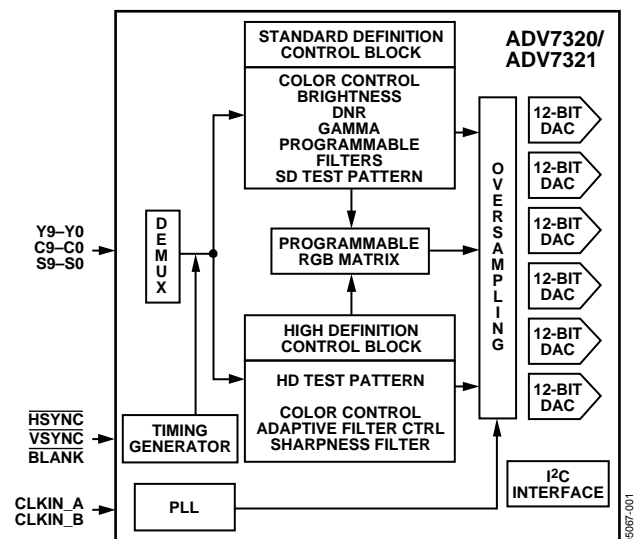 STANDARD DEFINITION
CONTROL BLOCK
ADV7320/
ADV7321
COLOR CONTROL
BRIGHTNESS
DNR
GAMMA
PROGRAMMABLE
FILTERS
SD TEST PATTERN
Y9–Y0
C9–C0
S9–S0
DEMUX
PROGRAMMABLE
RGB MATRIX
OVERSAMPLING
12-BIT
DAC
12-BIT
DAC
12-BIT
DAC
12-BIT
DAC
12-BIT
DAC
12-BIT
DAC
HIGH DEFINITION
CONTROL BLOCK
HD TEST PATTERN
COLOR CONTROL
ADAPTIVE FILTER CTRL
SHARPNESS FILTER
HSYNC
VSYNC
BLANK
TIMING
GENERATOR
CLKIN_A
CLKIN_B
PLL
I2C
INTERFACE